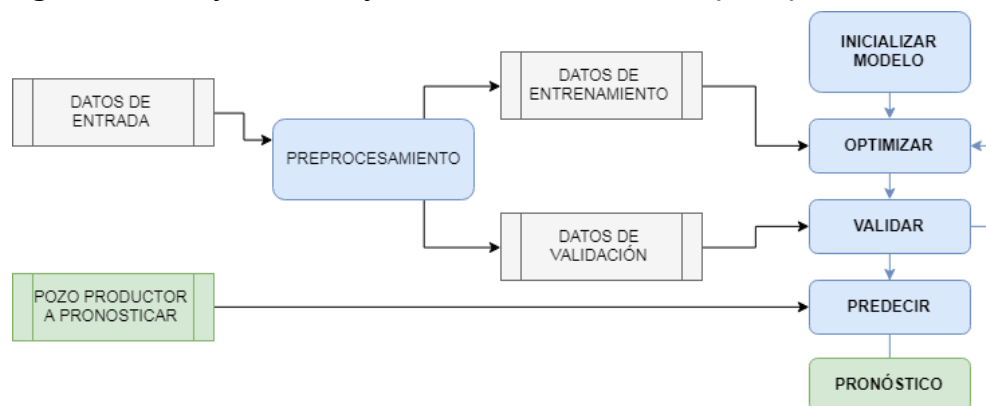 INICIALIZAR
MODELO
DATOS DE
ENTRADA
DATOS DE
ENTRENAMIENTO
PREPROCESAMIENTO
OPTIMIZAR
DATOS DE
VALIDACIÓN
VALIDAR
POZO PRODUCTOR
A PRONOSTICAR
PREDECIR
PRONÓSTICO